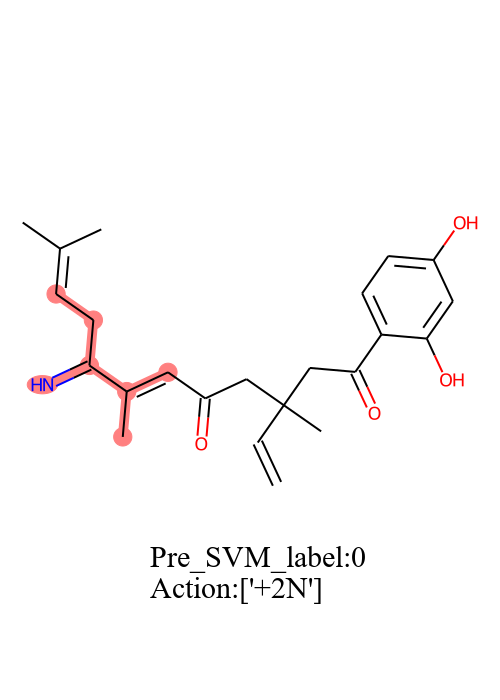 OH
HN
OH
O
O
Pre_SVM_label:0
Action:['+2N']